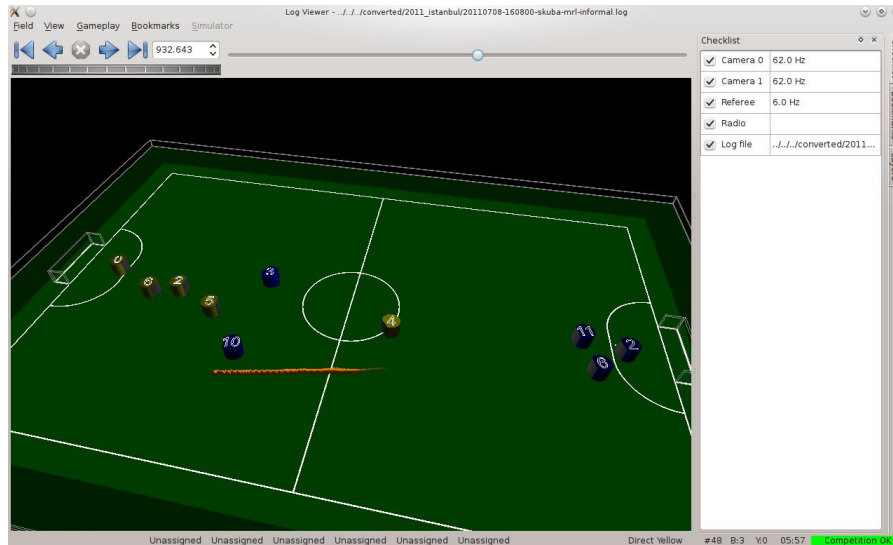 Log Viewer - ../../../converted/2011_istanbul/20110708-160800-skuba-mrl-informal.log
Field View Gameplay Bookmarks Simulator
932.643
Checklist
Camera 0 62.0 Hz
Camera 1 62.0 Hz
Referee 6.0 Hz
Radio
Log file ../../../converted/2011...
0
6
2
3
5
4
10
11
2
6
Unassigned Unassigned Unassigned Unassigned Unassigned Unassigned Direct Yellow #48 B:3 Y:0 05:57 Competition OK